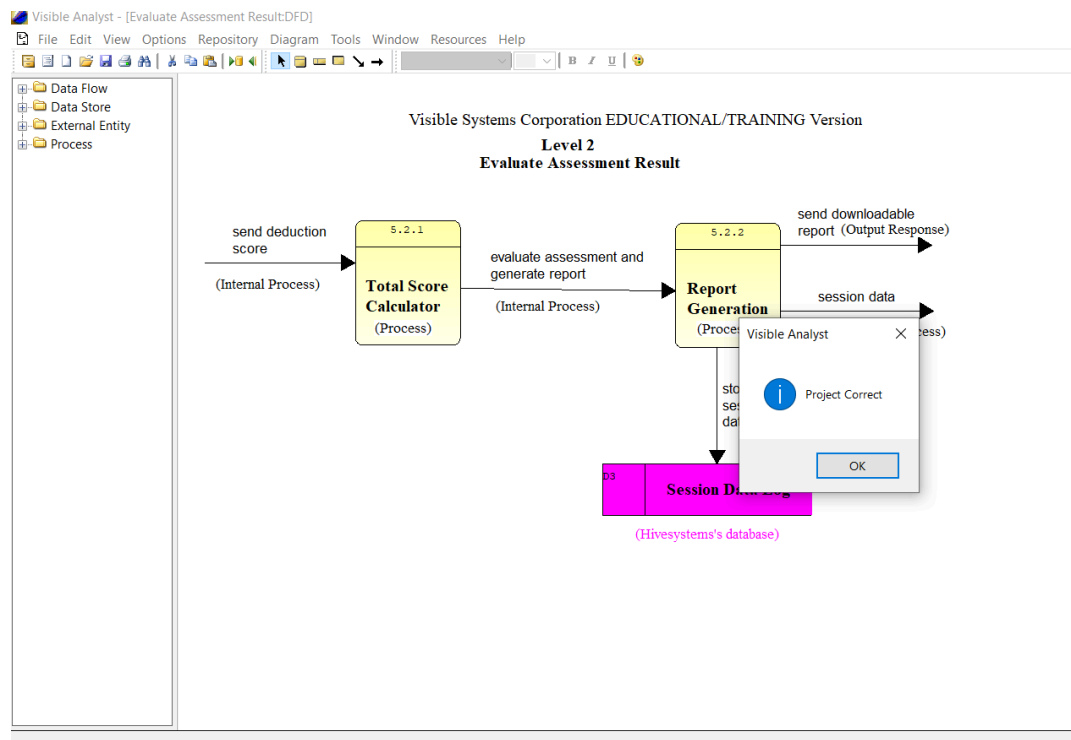 Visible Analyst - [Evaluate Assessment Result:DFD]
File Edit View Options Repository Diagram Tools Window Resources Help
B I U
Data Flow
Data Store
External Entity
Process
Visible Systems Corporation EDUCATIONAL/TRAINING Version
Level 2
Evaluate Assessment Result
send deduction
score
(Internal Process)
5.2.1
Total Score
Calculator
(Process)
evaluate assessment and
generate report
(Internal Process)
5.2.2
Report
Generation
send downloadable
report (Output Response)
session data
Visible Analyst
Project Correct
OK
D3
Session
(Hivesystems's database)